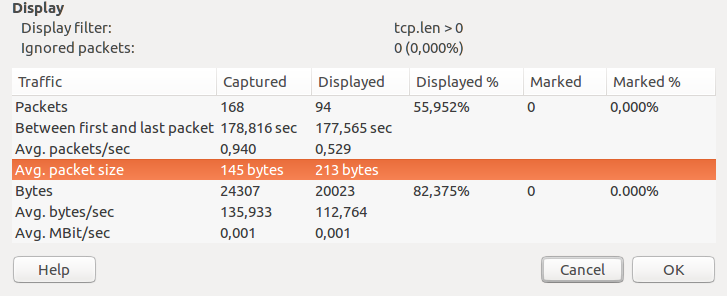 Display
Display filter: tcp.len > 0
Ignored packets: 0 (0,000%)
Traffic Captured Displayed Displayed % Marked Marked %
Packets 168 94 55,952% 0 0,000%
Between first and last packet 178,816 sec 177,565 sec
Avg. packets/sec 0,940 0,529
Avg. packet size 145 bytes 213 bytes
Bytes 24307 20023 82,375% 0 0.000%
Avg. bytes/sec 135,933 112,764
Avg. MBit/sec 0,001 0,001
Help Cancel OK